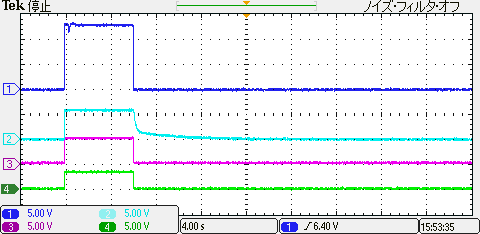 Tek 停止 ノイズ・フィルタ・オフ
1
2
3
4
1 5.00 V 2 5.00 V
3 5.00 V 4 5.00 V
4.00 s
1 6.40 V
15:53:35